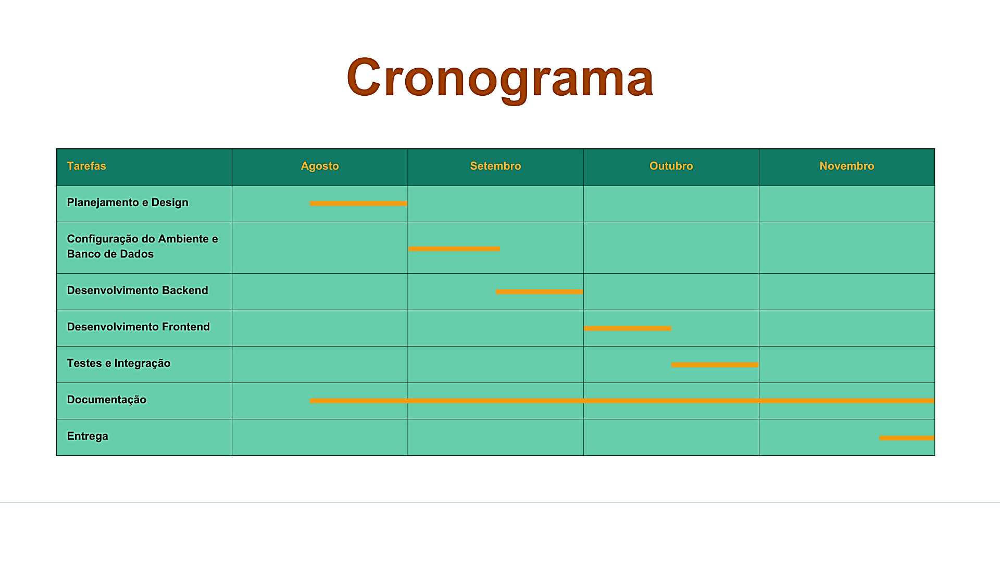 Cronograma
Tarefas Agosto Setembro Outubro Novembro
Planejamento e Design
Configuração do Ambiente e
Banco de Dados
Desenvolvimento Backend
Desenvolvimento Frontend
Testes e Integração
Documentação
Entrega